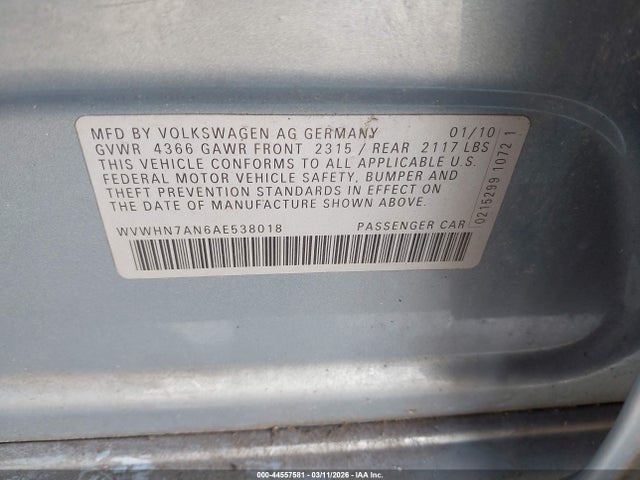 MFD BY VOLKSWAGEN AG GERMANY 01/10
GVWR 4366 GAWR FRONT 2315 / REAR 2117 LBS
THIS VEHICLE CONFORMS TO ALL APPLICABLE U.S.
FEDERAL MOTOR VEHICLE SAFETY, BUMPER AND
THEFT PREVENTION STANDARDS IN EFFECT ON
THE DATE OF MANUFACTURE SHOWN ABOVE.
WVWHN7AN6AE538018 PASSENGER CAR
0215299 1072 1
000-44557581 - 03/11/2026 - IAA Inc.